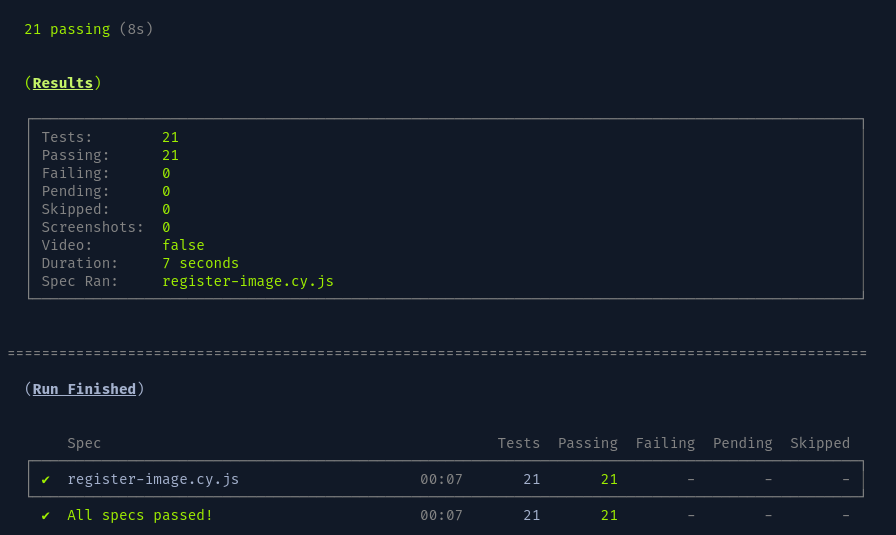 21 passing (8s)
(Results)
Tests: 21
Passing: 21
Failing: 0
Pending: 0
Skipped: 0
Screenshots: 0
Video: false
Duration: 7 seconds
Spec Ran: register-image.cy.js
====================================================================================================
(Run Finished)
Spec Tests Passing Failing Pending Skipped
✔ register-image.cy.js 00:07 21 21 - - -
✔ All specs passed! 00:07 21 21 - - -